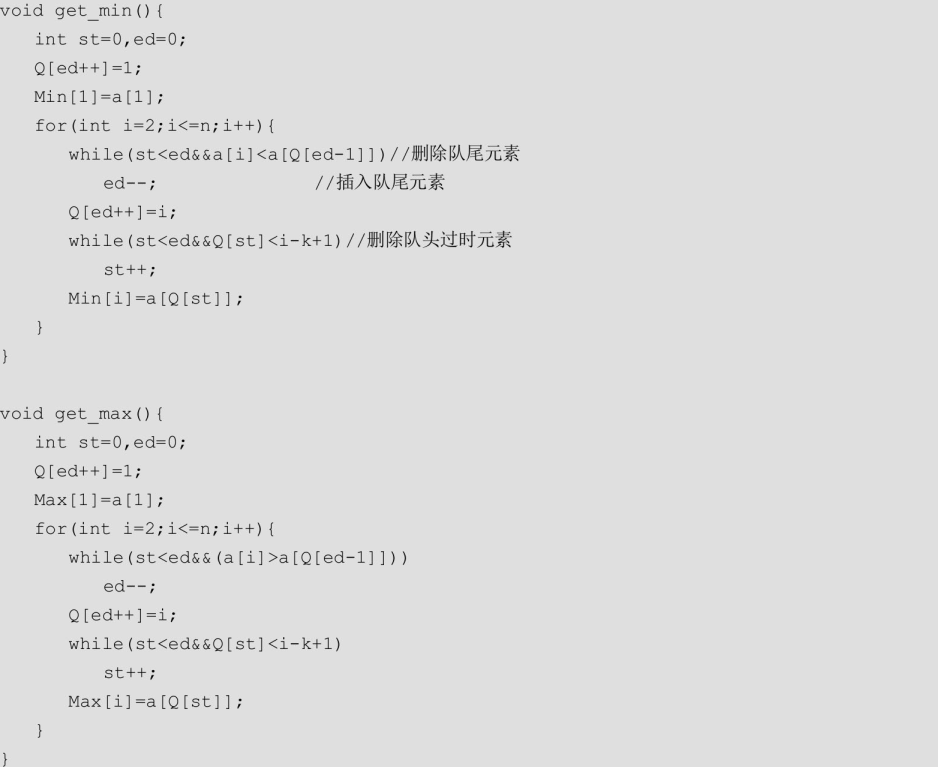 void get_min(){
   int st=0,ed=0;
   Q[ed++]=1;
   Min[1]=a[1];
   for(int i=2;i<=n;i++){
      while(st<ed&&a[i]<a[Q[ed-1]])//删除队尾元素
         ed--;              //插入队尾元素
      Q[ed++]=i;
      while(st<ed&&Q[st]<i-k+1)//删除队头过时元素
         st++;
      Min[i]=a[Q[st]];
   }
}

void get_max(){
   int st=0,ed=0;
   Q[ed++]=1;
   Max[1]=a[1];
   for(int i=2;i<=n;i++){
      while(st<ed&&(a[i]>a[Q[ed-1]]))
         ed--;
      Q[ed++]=i;
      while(st<ed&&Q[st]<i-k+1)
         st++;
      Max[i]=a[Q[st]];
   }
}